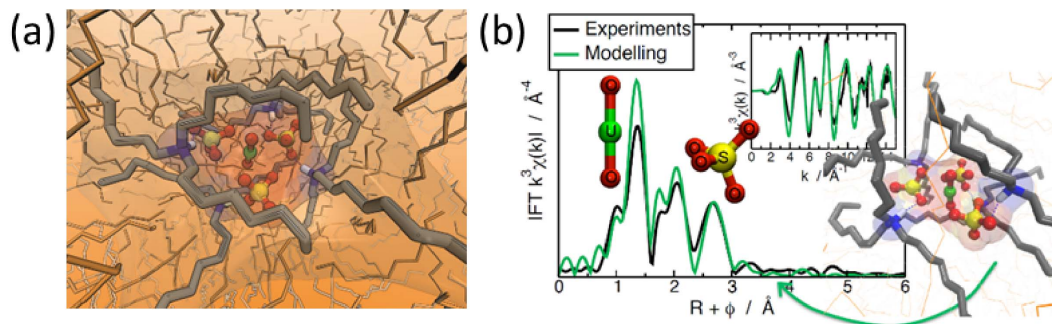 (a)
(b)
Experiments
Modelling
IFT k³χ(k)I / Å⁻⁴
U
S
k³χ(k) / Å⁻³
0 2 4 6 8 10 12
k / Å⁻¹
0 1 2 3 4 5 6
R + ϕ / Å